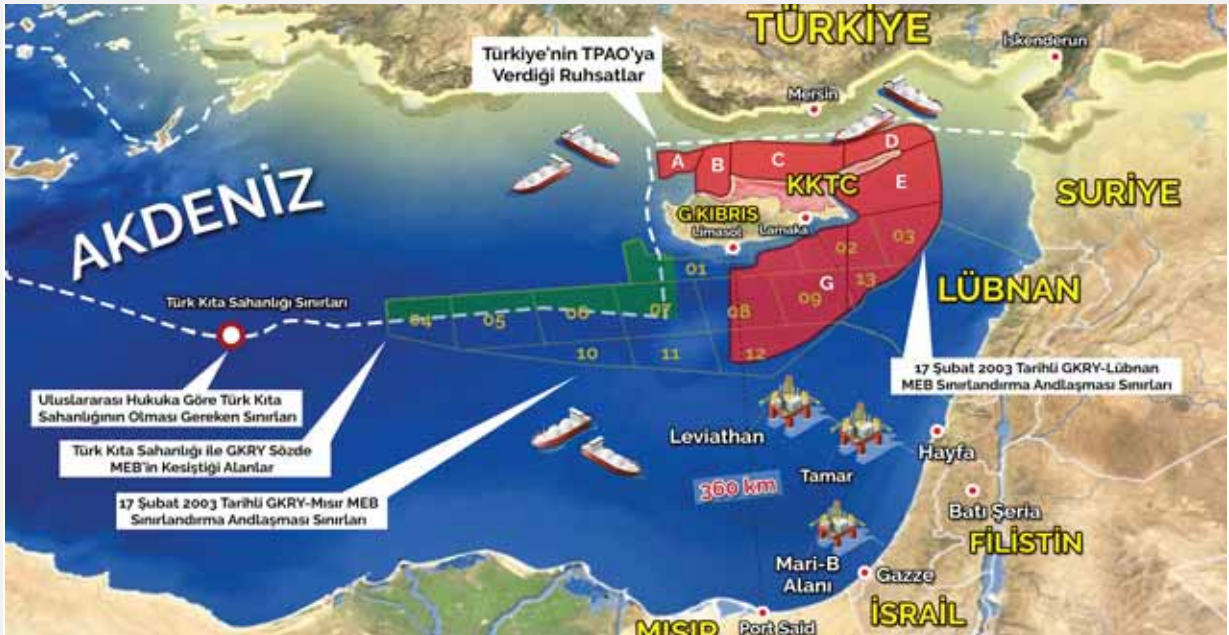 TÜRKİYE
İskenderun
Türkiye'nin TPAO'ya
Verdiği Ruhsatlar
Mersin
A
B
C
D
E
KKTC
SURİYE
AKDENİZ
G.KIBRIS
Limasol
Larnaka
01
02
03
G
13
LÜBNAN
Türk Kıta Sahanlığı Sınırları
04
05
06
07
08
09
10
11
12
17 Şubat 2003 Tarihli GKRY-Lübnan
MEB Sınırlandırma Andlaşması Sınırları
Uluslararası Hukuka Göre Türk Kıta
Sahanlığının Olması Gereken Sınırları
Türk Kıta Sahanlığı ile GKRY Sözde
MEB'in Kesiştiği Alanlar
17 Şubat 2003 Tarihli GKRY-Mısır MEB
Sınırlandırma Andlaşması Sınırları
Leviathan
Tamar
Hayfa
360 km
Batı Şeria
FİLİSTİN
Mari-B
Alanı
Gazze
İSRAİL
MISIR
Port Said